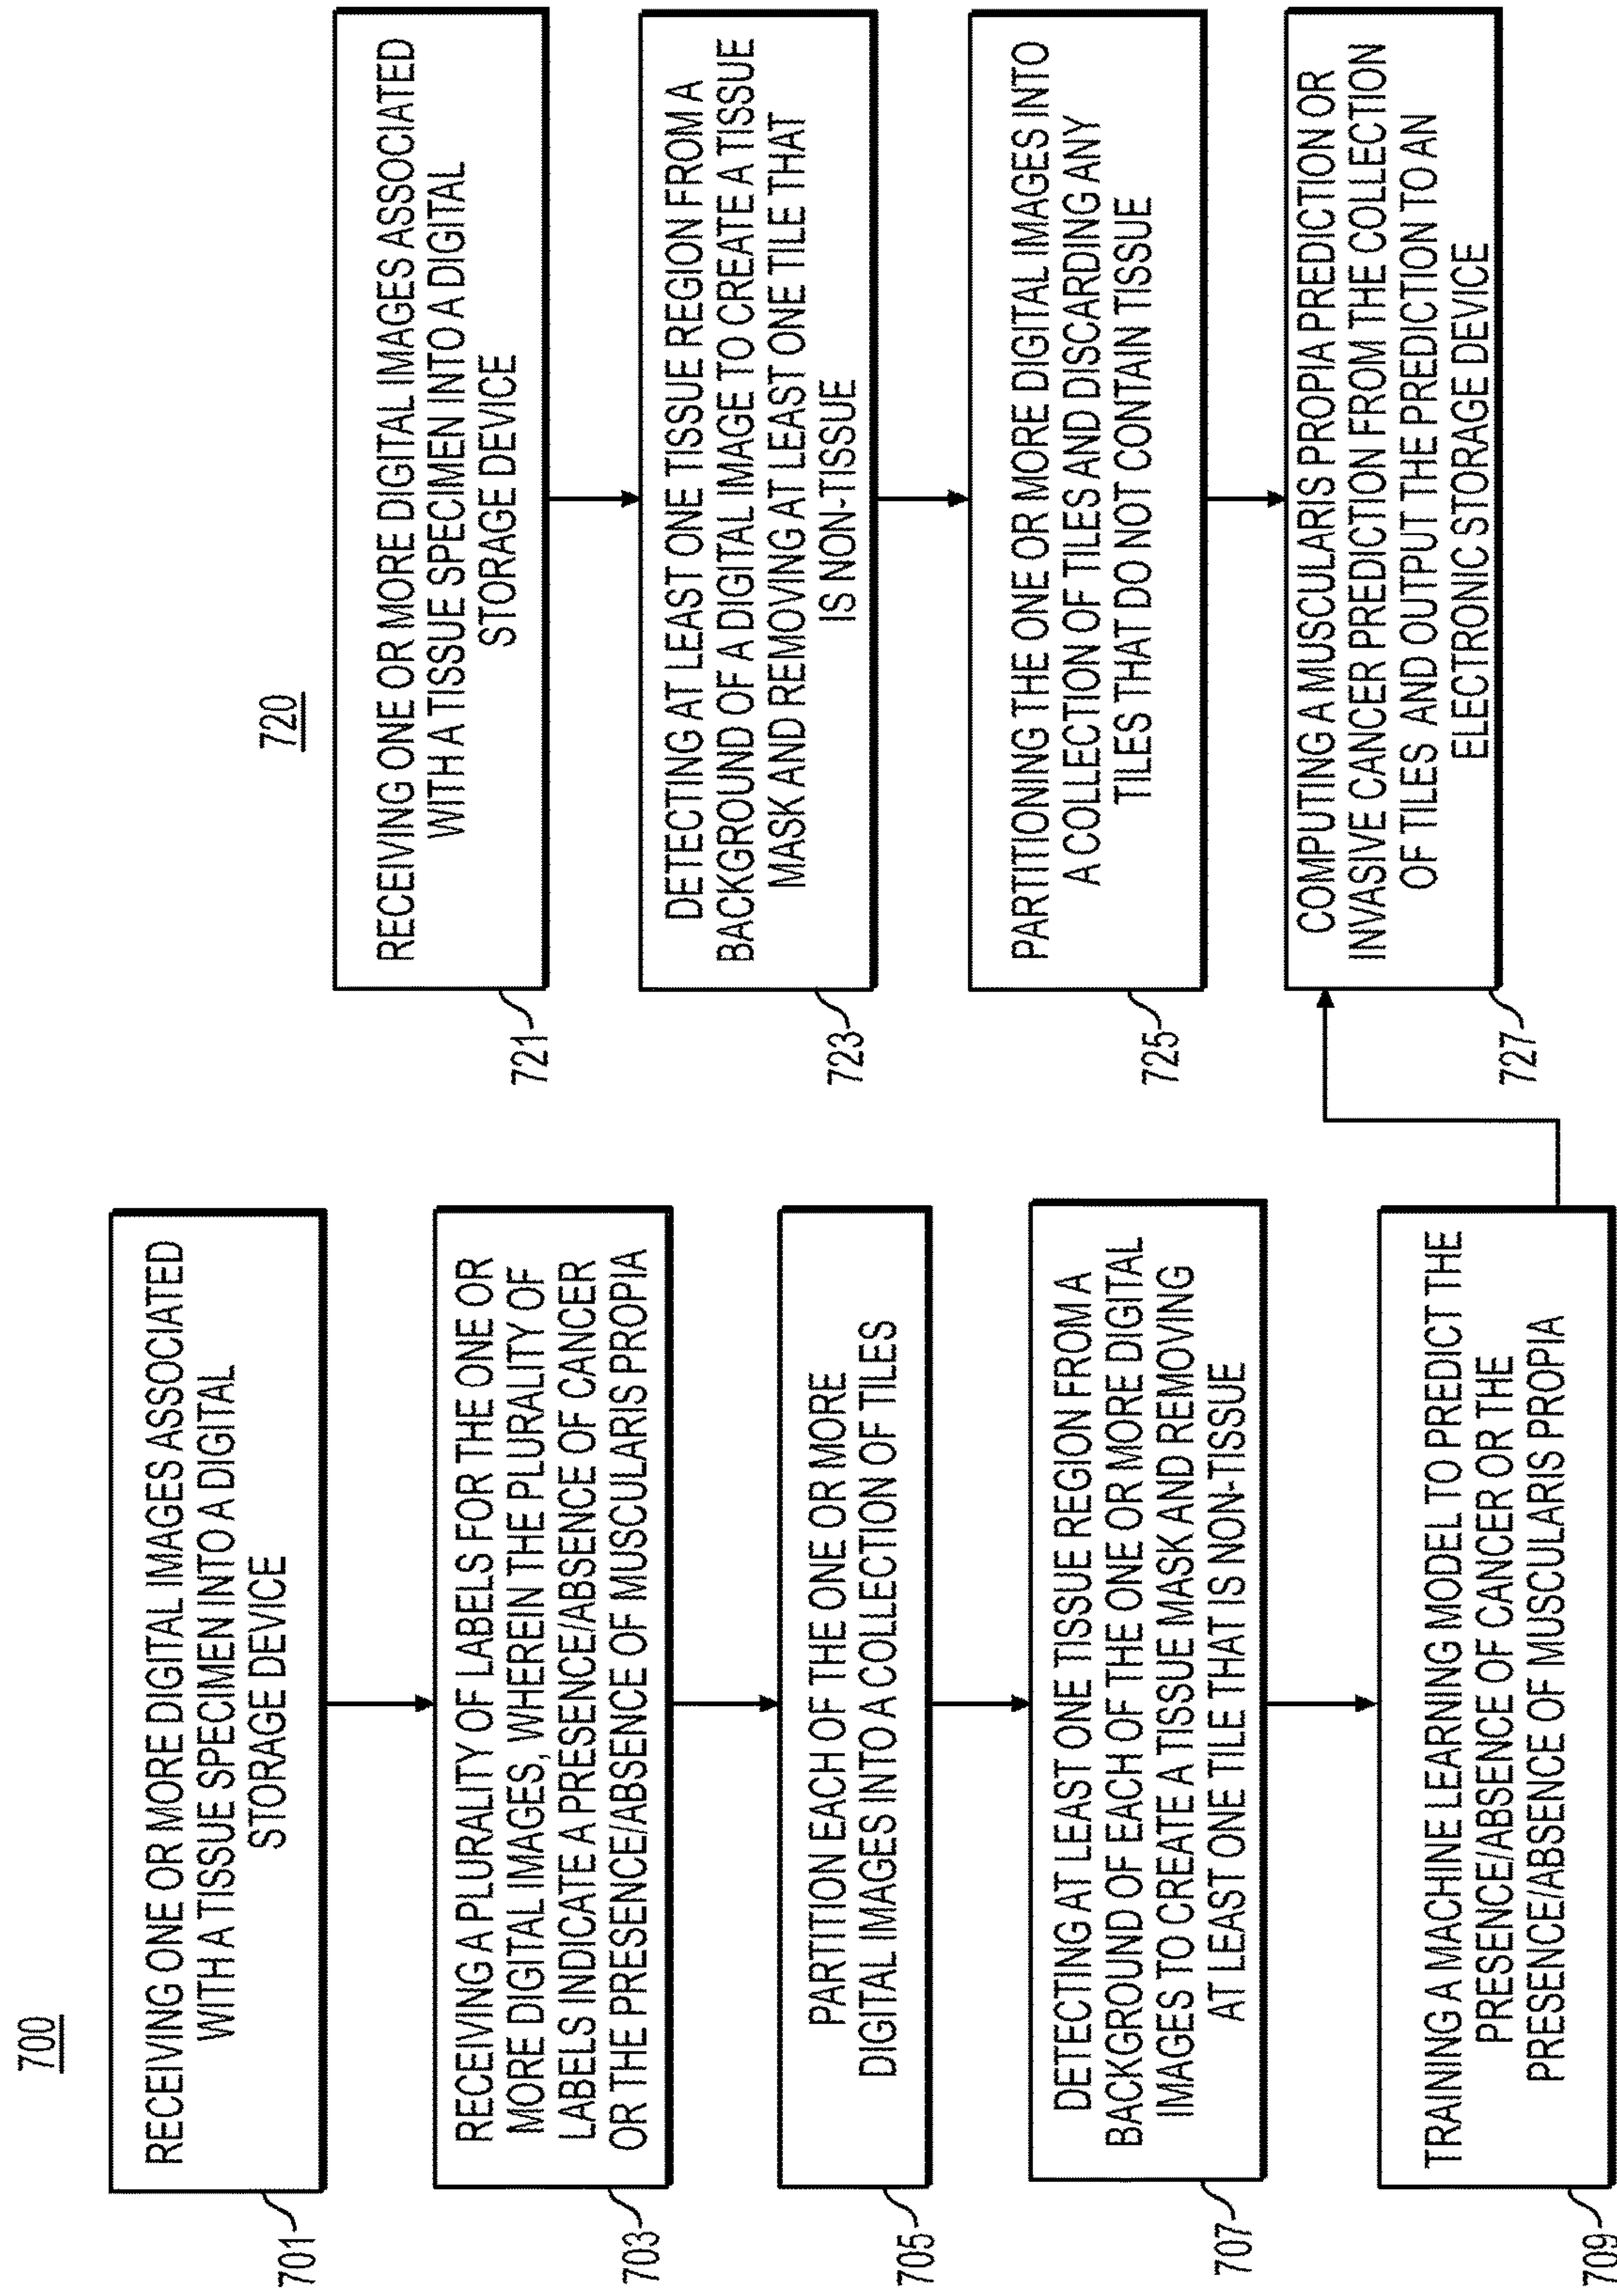 700
RECEIVING ONE OR MORE DIGITAL IMAGES ASSOCIATED
WITH A TISSUE SPECIMEN INTO A DIGITAL
STORAGE DEVICE
701
RECEIVING A PLURALITY OF LABELS FOR THE ONE OR
MORE DIGITAL IMAGES, WHEREIN THE PLURALITY OF
LABELS INDICATE A PRESENCE/ABSENCE OF CANCER
OR THE PRESENCE/ABSENCE OF MUSCULARIS PROPIA
703
PARTITION EACH OF THE ONE OR MORE
DIGITAL IMAGES INTO A COLLECTION OF TILES
705
DETECTING AT LEAST ONE TISSUE REGION FROM A
BACKGROUND OF EACH OF THE ONE OR MORE DIGITAL
IMAGES TO CREATE A TISSUE MASK AND REMOVING
AT LEAST ONE TILE THAT IS NON-TISSUE
707
TRAINING A MACHINE LEARNING MODEL TO PREDICT THE
PRESENCE/ABSENCE OF CANCER OR THE
PRESENCE/ABSENCE OF MUSCULARIS PROPIA
709
720
RECEIVING ONE OR MORE DIGITAL IMAGES ASSOCIATED
WITH A TISSUE SPECIMEN INTO A DIGITAL
STORAGE DEVICE
721
DETECTING AT LEAST ONE TISSUE REGION FROM A
BACKGROUND OF A DIGITAL IMAGE TO CREATE A TISSUE
MASK AND REMOVING AT LEAST ONE TILE THAT
IS NON-TISSUE
723
PARTITIONING THE ONE OR MORE DIGITAL IMAGES INTO
A COLLECTION OF TILES AND DISCARDING ANY
TILES THAT DO NOT CONTAIN TISSUE
725
COMPUTING A MUSCULARIS PROPIA PREDICTION OR
INVASIVE CANCER PREDICTION FROM THE COLLECTION
OF TILES AND OUTPUT THE PREDICTION TO AN
ELECTRONIC STORAGE DEVICE
727